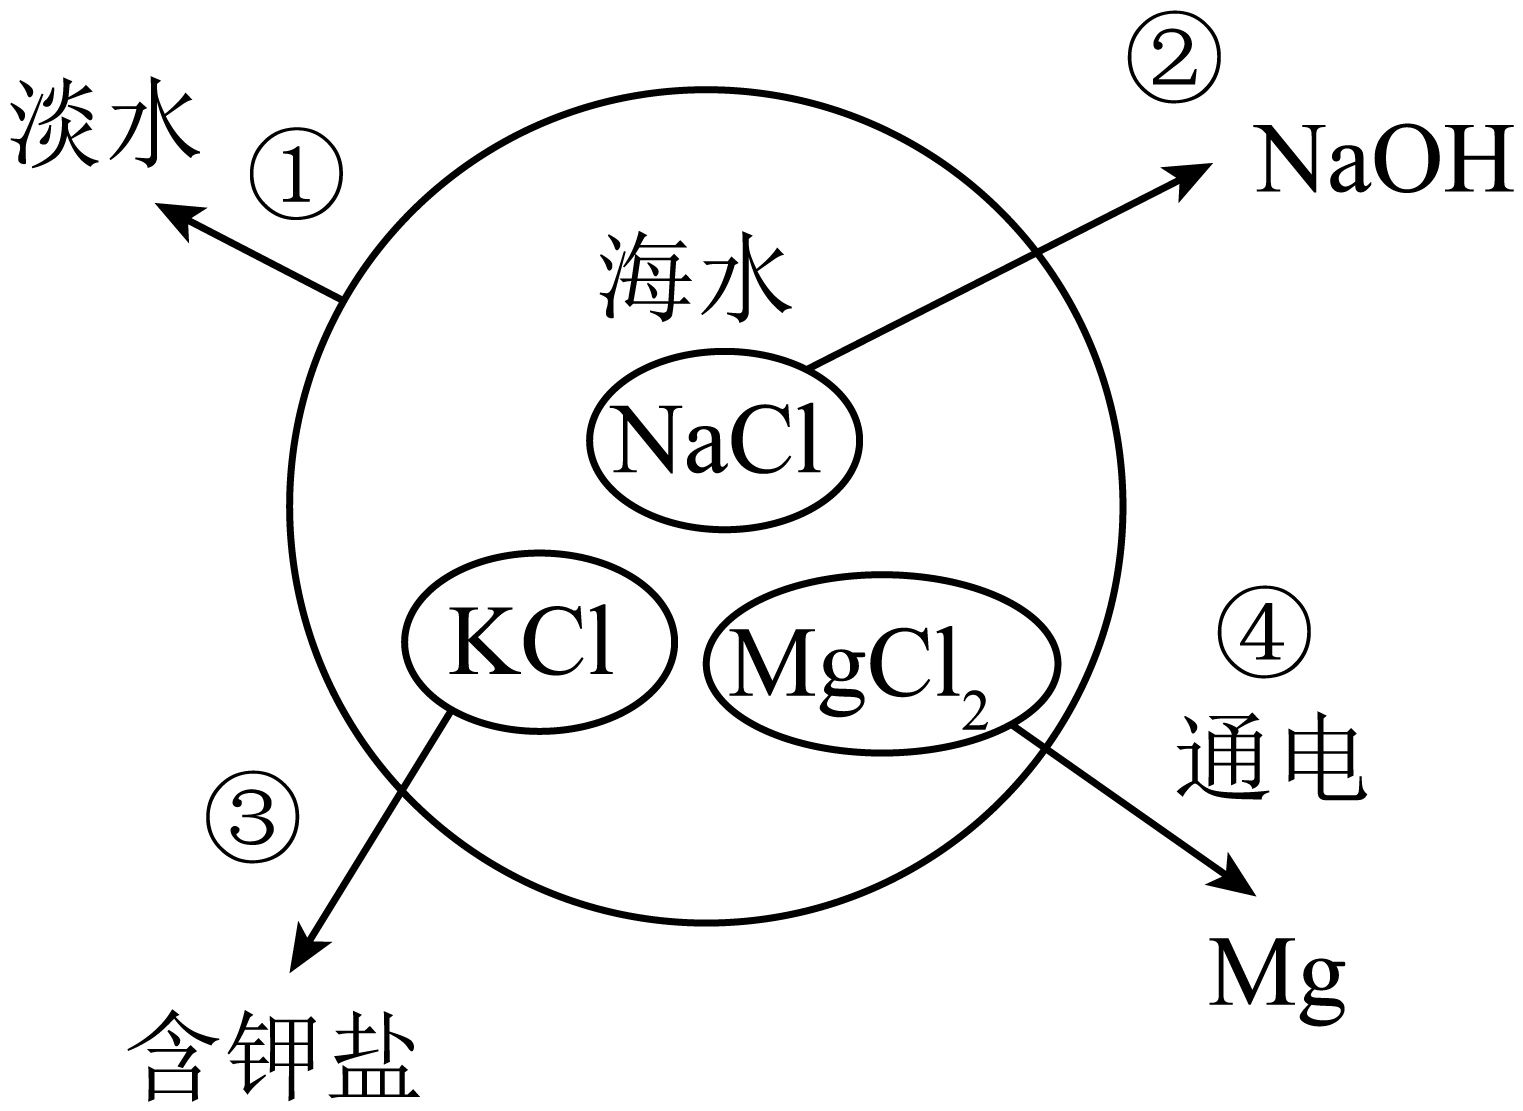 ②
淡水 ①
NaOH
海水
NaCl
KCl
MgCl₂
④
通电
③
Mg
含钾盐